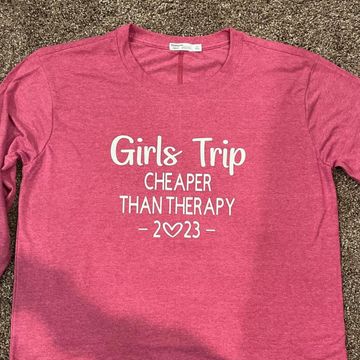 Girls Trip
CHEAPER
THAN THERAPY
- 2♡23 -